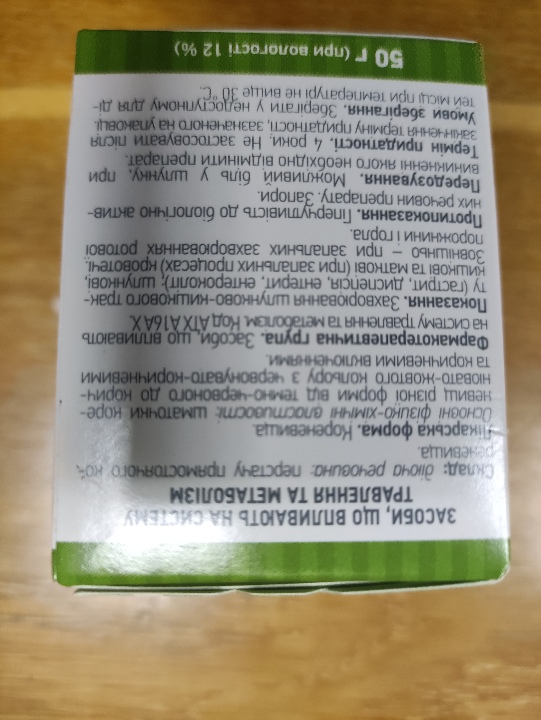 ЗАСОБИ, ЩО ВПЛИВАЮТЬ НА СИСТЕМУ
ТРАВЛЕННЯ ТА МЕТАБОЛІЗМ
Склад: діюча речовина: перстачу прямостоячого ко-
реневища.
Лікарська форма. Кореневища.
Основні фізико-хімічні властивості: шматочки коре-
невищ різної форми від темно-червоного до корич-
нювато-жовтого кольору з червонувато-коричневими
та коричневими включеннями.
Фармакотерапевтична група. Засоби, що впливають
на систему травлення та метаболізм. Код АТХ А16АХ.
Показання. Захворювання шлунково-кишкового трак-
ту (гастрит, диспепсія, ентерит, ентероколіт); шлункові,
кишкові та маткові (при запальних процесах) кровотечі.
Зовнішньо – при запальних захворюваннях ротової
порожнини і горла.
Протипоказання. Гіперчутливість до біологічно актив-
них речовин препарату. Запори.
Передозування. Можливий біль у шлунку, при
виникненні якого необхідно відмінити препарат.
Термін придатності. 4 роки. Не застосовувати після
закінчення терміну придатності, зазначеного на упаковці.
Умови зберігання. Зберігати у недоступному для ді-
тей місці при температурі не вище 30 °С.
50 г (при вологості 12 %)